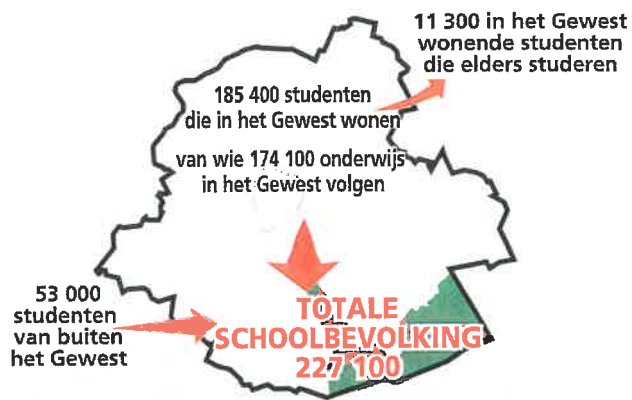 11 300 in het Gewest
wonende studenten
die elders studeren
185 400 studenten
die in het Gewest wonen
van wie 174 100 onderwijs
in het Gewest volgen
53 000
studenten
van buiten
het Gewest
TOTALE
SCHOOLBEVOLKING
227 100